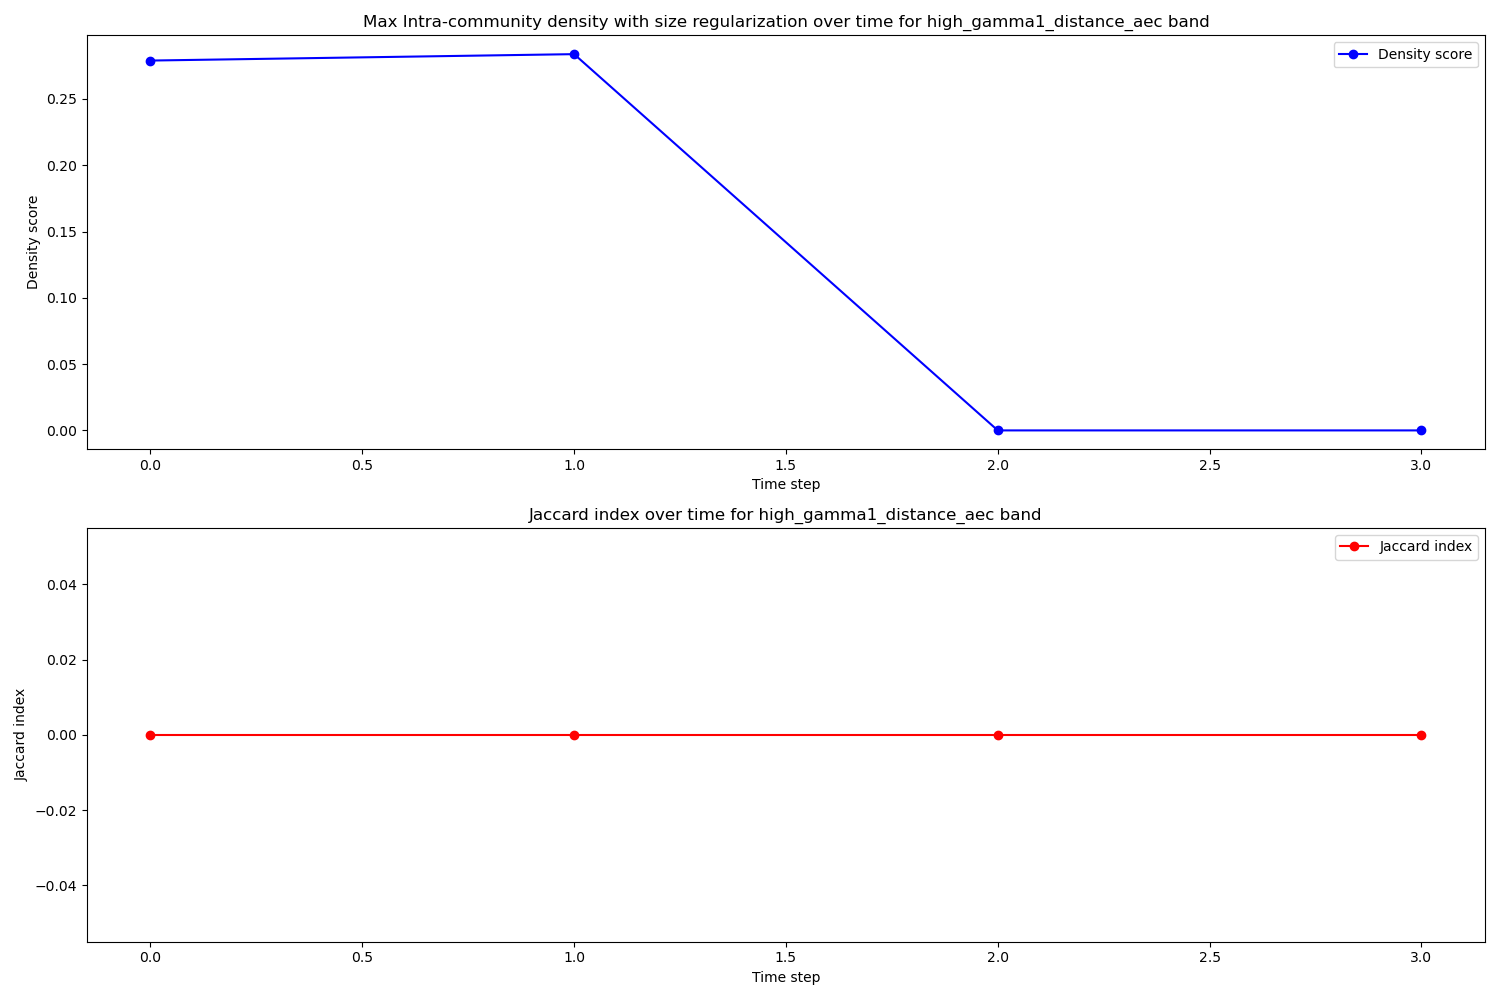 Max Intra-community density with size regularization over time for high_gamma1_distance_aec band
Density score
0.25
0.20
0.15
0.10
0.05
0.00
Density score
0.0 0.5 1.0 1.5 2.0 2.5 3.0
Time step
Jaccard index over time for high_gamma1_distance_aec band
Jaccard index
0.04
0.02
0.00
−0.02
−0.04
Jaccard index
0.0 0.5 1.0 1.5 2.0 2.5 3.0
Time step